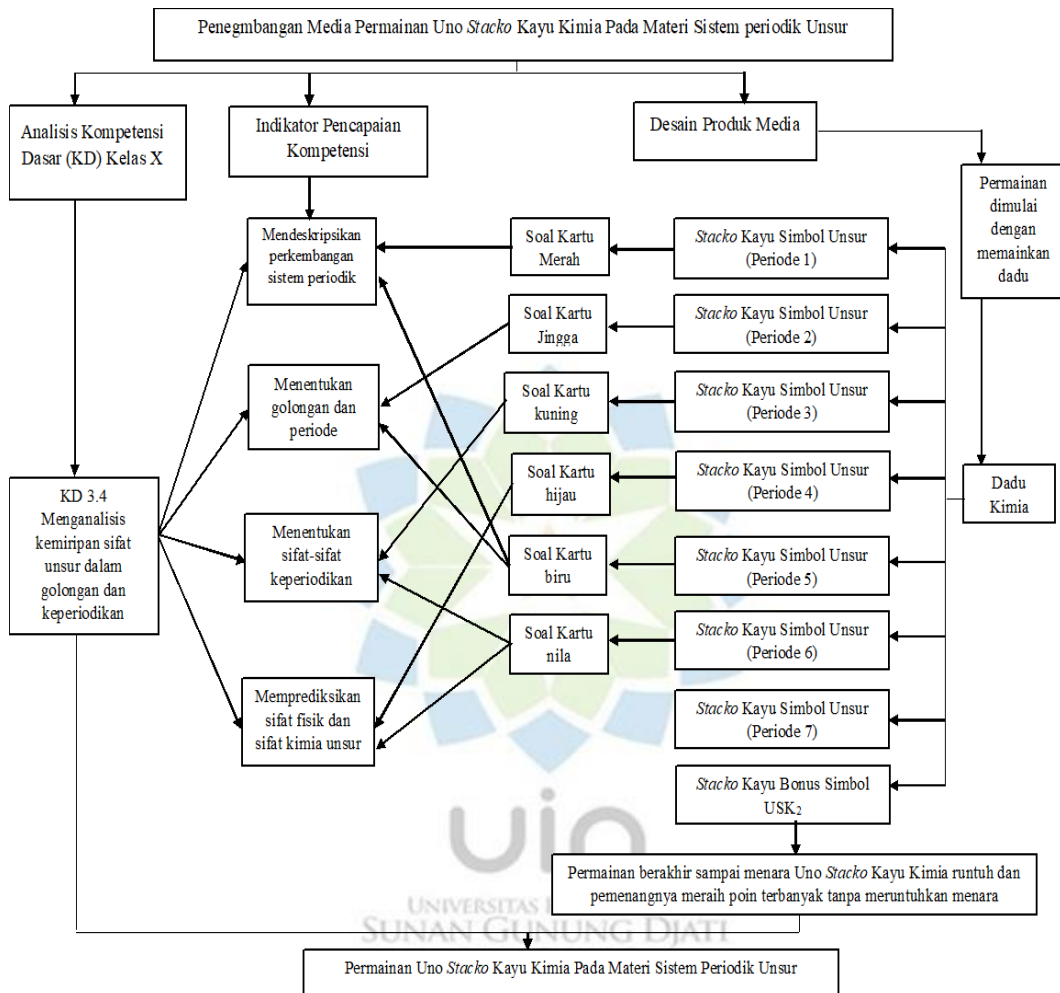 Penegmbangan Media Permainan Uno Stacko Kayu Kimia Pada Materi Sistem periodik Unsur
Analisis Kompetensi
Dasar (KD) Kelas X
Indikator Pencapaian
Kompetensi
Desain Produk Media
Permainan
dimulai
dengan
memainkan
dadu
Mendeskripsikan
perkembangan
sistem periodik
Soal Kartu
Merah
Stacko Kayu Simbol Unsur
(Periode 1)
Soal Kartu
Jingga
Stacko Kayu Simbol Unsur
(Periode 2)
Menentukan
golongan dan
periode
Soal Kartu
kuning
Stacko Kayu Simbol Unsur
(Periode 3)
KD 3.4
Menganalisis
kemiripan sifat
unsur dalam
golongan dan
keperiodikan
Soal Kartu
hijau
Stacko Kayu Simbol Unsur
(Periode 4)
Dadu
Kimia
Menentukan
sifat-sifat
keperiodikan
Soal Kartu
biru
Stacko Kayu Simbol Unsur
(Periode 5)
Soal Kartu
nila
Stacko Kayu Simbol Unsur
(Periode 6)
Memprediksikan
sifat fisik dan
sifat kimia unsur
Stacko Kayu Simbol Unsur
(Periode 7)
Stacko Kayu Bonus Simbol
USK₂
uin
Permainan berakhir sampai menara Uno Stacko Kayu Kimia runtuh dan
pemenangnya meraih poin terbanyak tanpa meruntuhkan menara
UNIVERSITAS
SUNAN GUNUNG DJATI
Permainan Uno Stacko Kayu Kimia Pada Materi Sistem Periodik Unsur